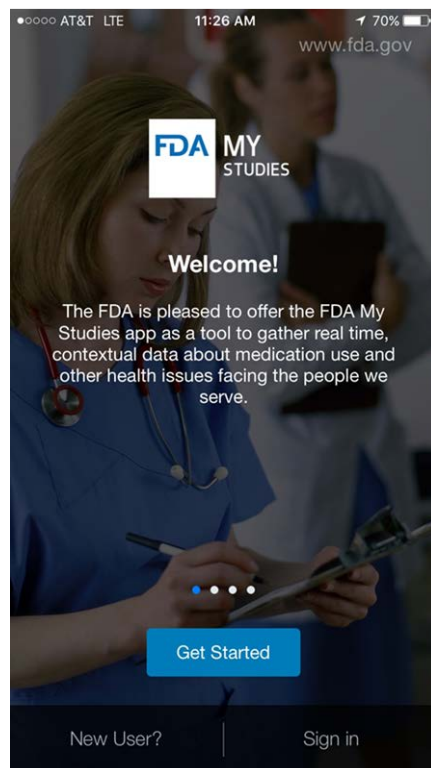 AT&T LTE 11:26 AM 70%
www.fda.gov
FDA MY
STUDIES
Welcome!
The FDA is pleased to offer the FDA My
Studies app as a tool to gather real time,
contextual data about medication use and
other health issues facing the people we
serve.
Get Started
New User? Sign in